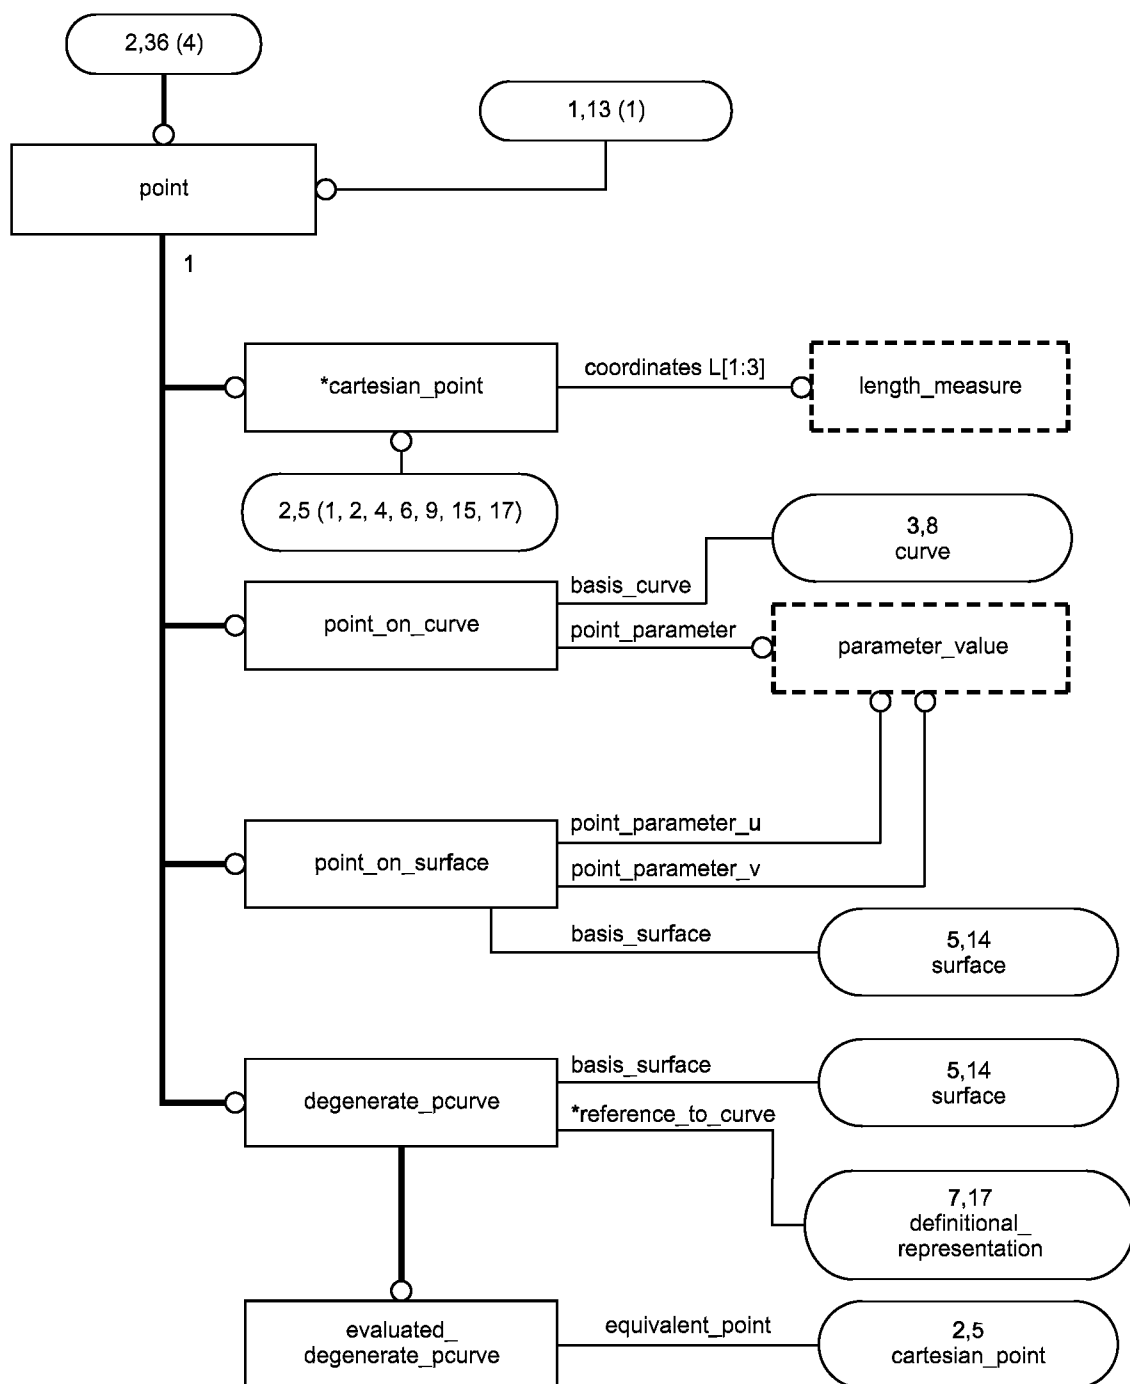 2,36 (4)
1,13 (1)
point
1
*cartesian_point
coordinates L[1:3]
length_measure
2,5 (1, 2, 4, 6, 9, 15, 17)
3,8
curve
basis_curve
point_on_curve
point_parameter
parameter_value
point_parameter_u
point_on_surface
point_parameter_v
basis_surface
5,14
surface
basis_surface
degenerate_pcurve
*reference_to_curve
5,14
surface
7,17
definitional_
representation
evaluated_
degenerate_pcurve
equivalent_point
2,5
cartesian_point